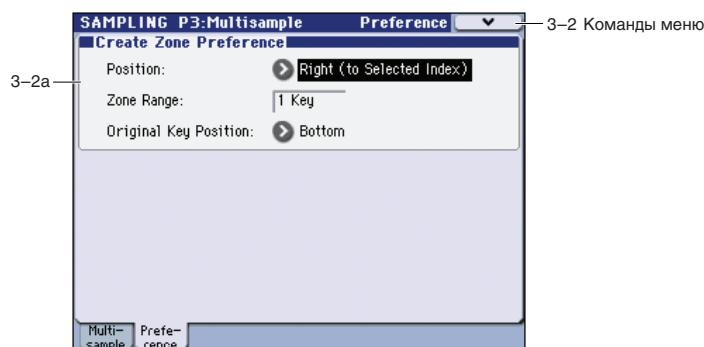 SAMPLING P3:Multisample Preference
3–2 Команды меню
Create Zone Preference
3–2a
Position: Right (to Selected Index)
Zone Range: 1 Key
Original Key Position: Bottom
Multi– Prefe–
sample rence